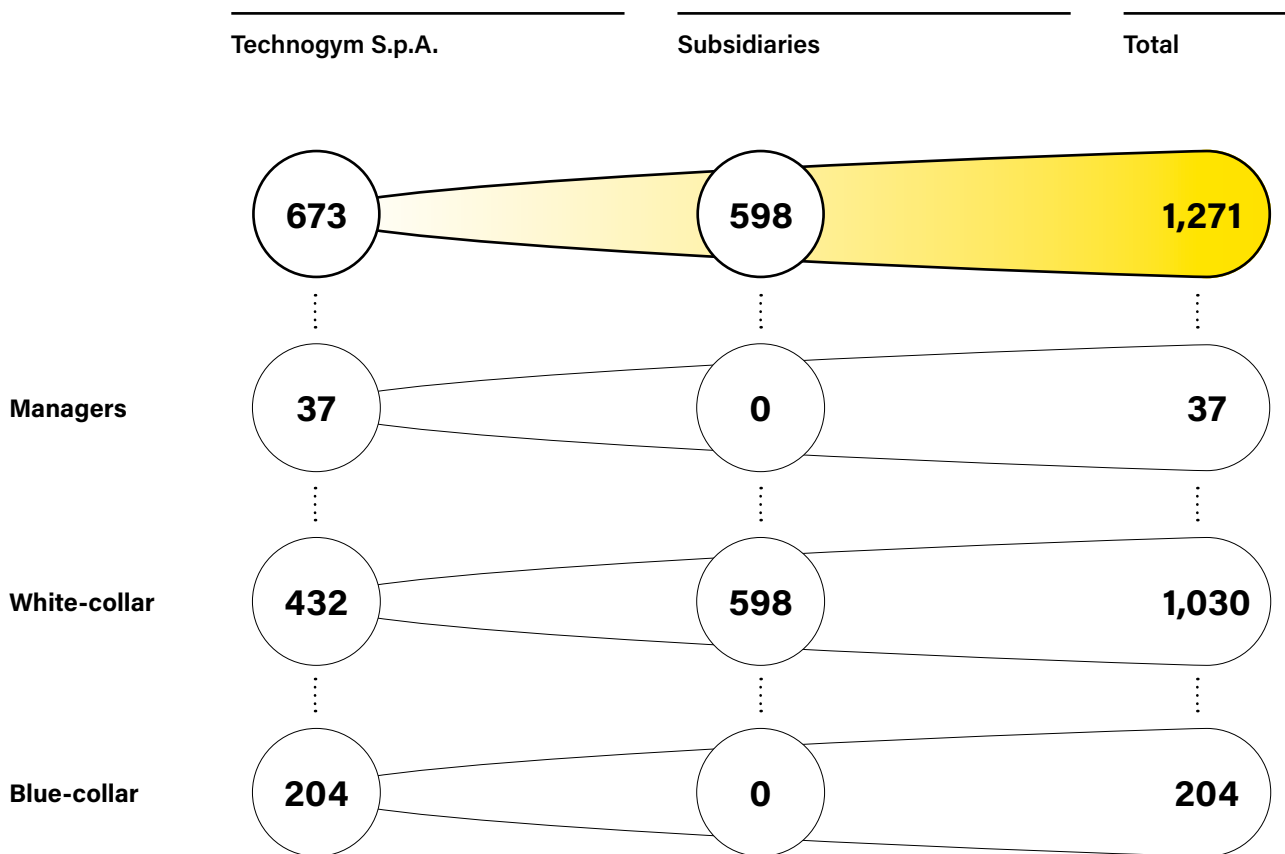 Technogym S.p.A. Subsidiaries Total
673 598 1,271
Managers 37 0 37
White-collar 432 598 1,030
Blue-collar 204 0 204